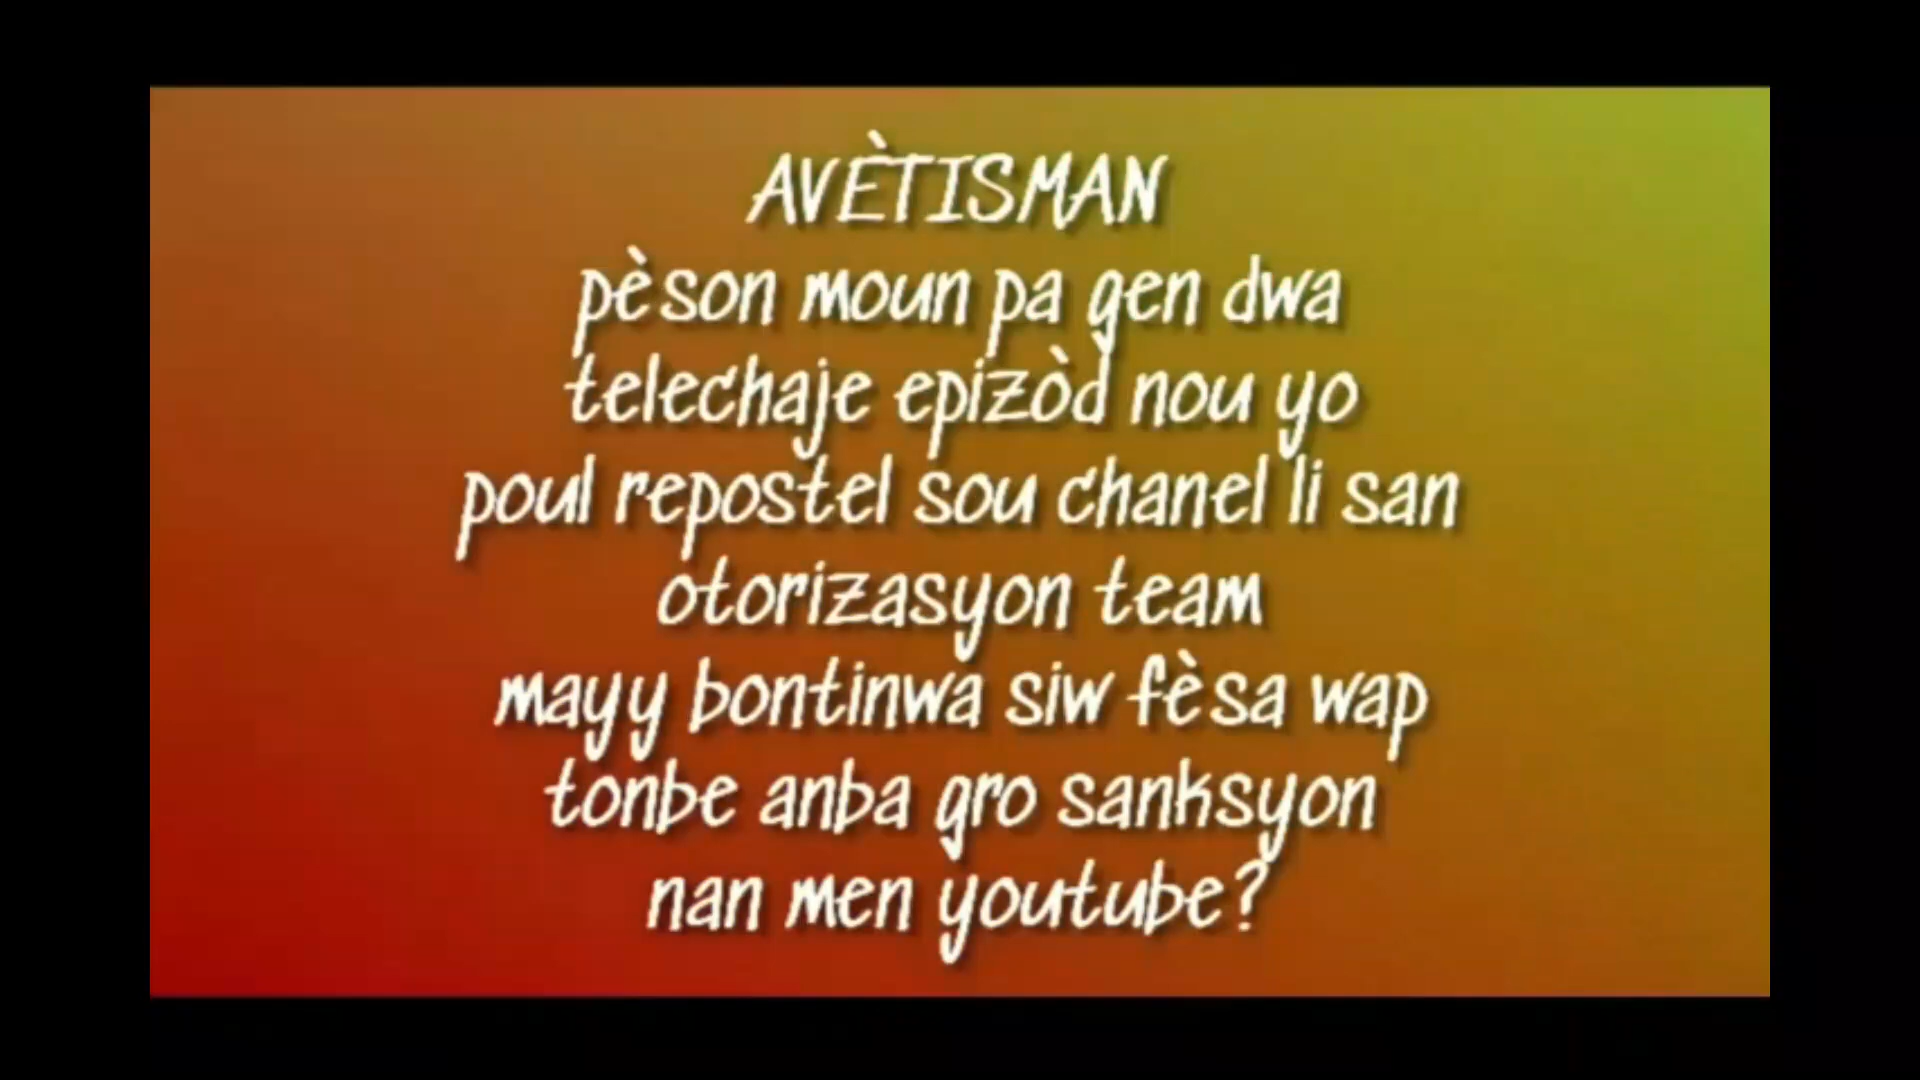 AVÈTISMAN
pèson moun pa gen dwa
telechaje epizòd nou yo
poul repostel sou chanel li san
otorizasyon team
mayy bontinwa siw fèsa wap
tonbe anba gro sanksyon
nan men youtube?